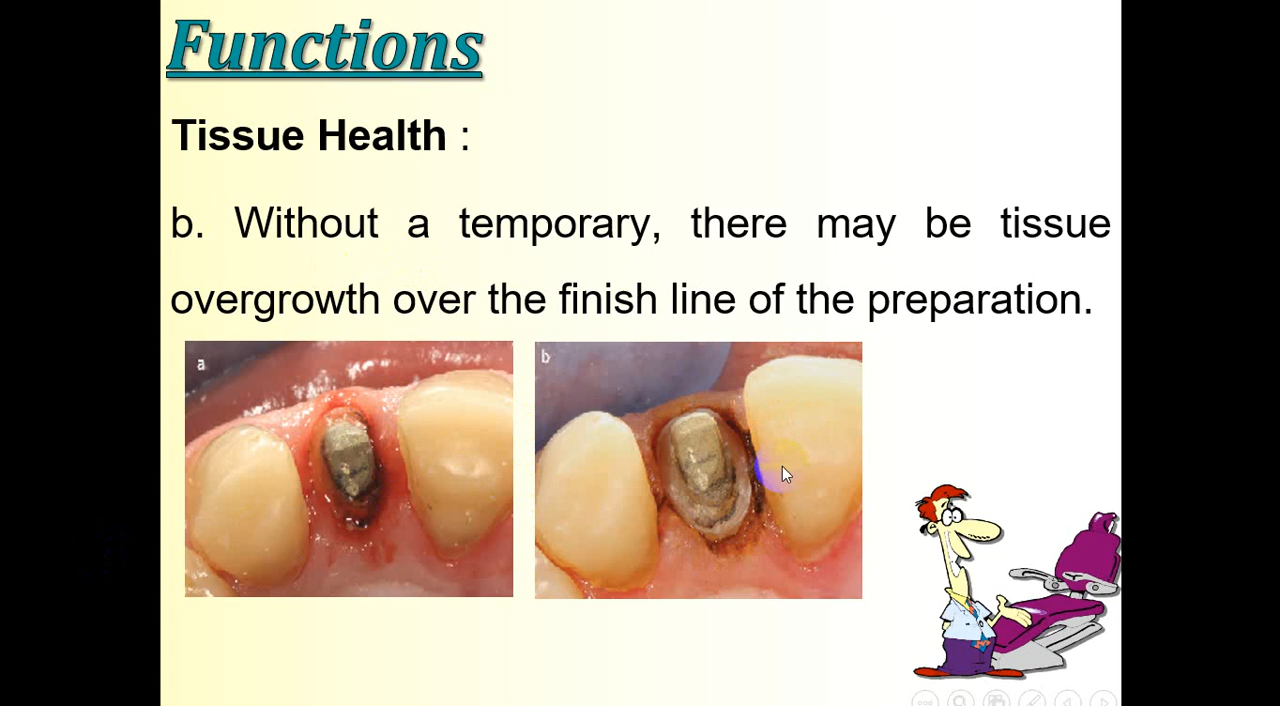 Functions
Tissue Health :
b. Without a temporary, there may be tissue
overgrowth over the finish line of the preparation.
a
b